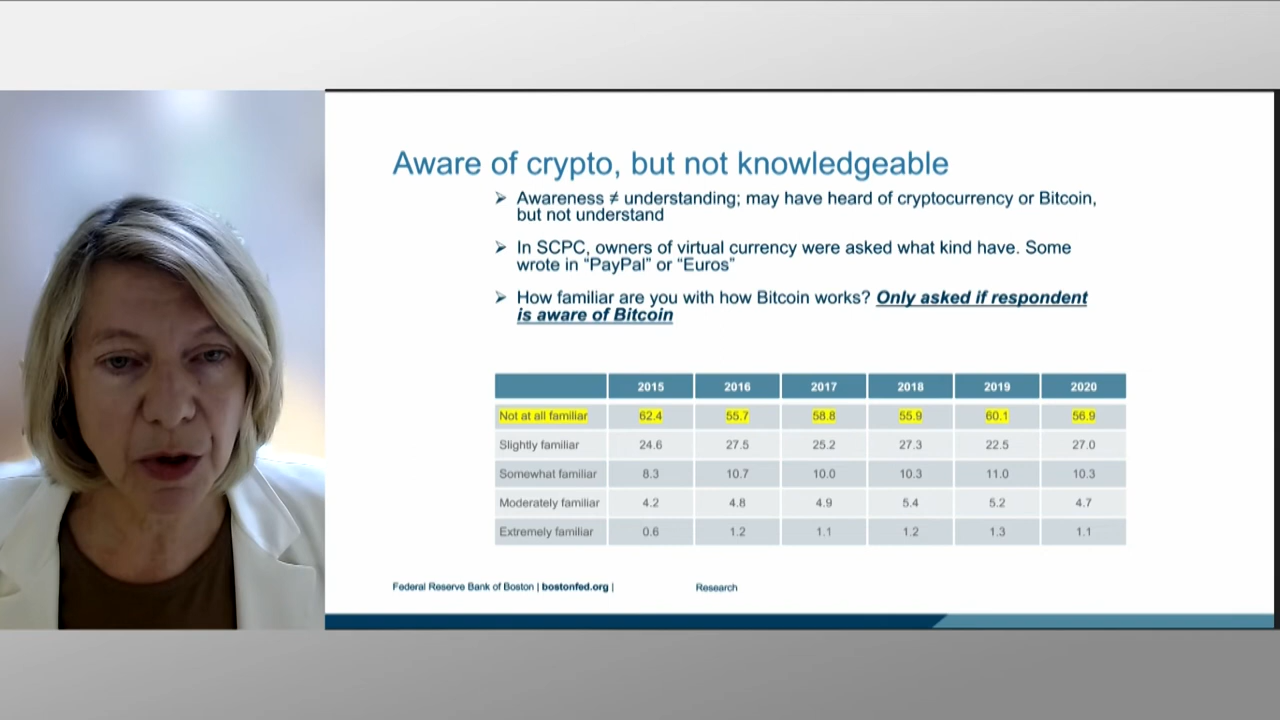 Aware of crypto, but not knowledgeable
➢ Awareness ≠ understanding; may have heard of cryptocurrency or Bitcoin,
but not understand
➢ In SCPC, owners of virtual currency were asked what kind have. Some
wrote in “PayPal” or “Euros”
➢ How familiar are you with how Bitcoin works? Only asked if respondent
is aware of Bitcoin
2015 2016 2017 2018 2019 2020
Not at all familiar 62.4 55.7 58.8 55.9 60.1 56.9
Slightly familiar 24.6 27.5 25.2 27.3 22.5 27.0
Somewhat familiar 8.3 10.7 10.0 10.3 11.0 10.3
Moderately familiar 4.2 4.8 4.9 5.4 5.2 4.7
Extremely familiar 0.6 1.2 1.1 1.2 1.3 1.1
Federal Reserve Bank of Boston | bostonfed.org | Research